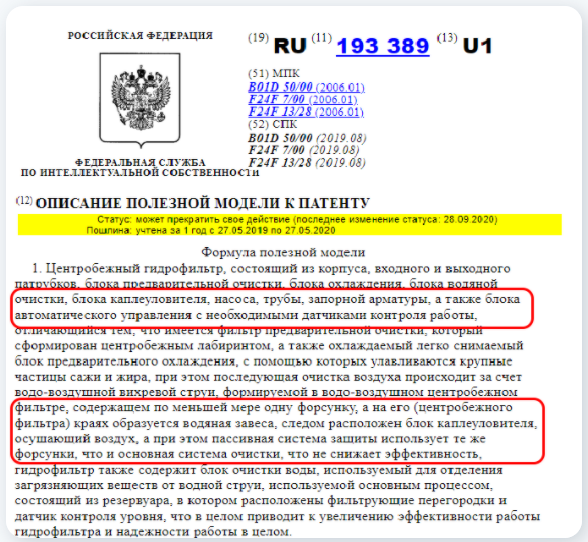 РОССИЙСКАЯ ФЕДЕРАЦИЯ
ФЕДЕРАЛЬНАЯ СЛУЖБА
ПО ИНТЕЛЛЕКТУАЛЬНОЙ СОБСТВЕННОСТИ
(19) RU (11) 193 389 (13) U1
(51) МПК
B01D 50/00 (2006.01)
F24F 7/00 (2006.01)
F24F 13/28 (2006.01)
(52) СПК
B01D 50/00 (2019.08)
F24F 7/00 (2019.08)
F24F 13/28 (2019.08)
(12) ОПИСАНИЕ ПОЛЕЗНОЙ МОДЕЛИ К ПАТЕНТУ
Статус: может прекратить свое действие (последнее изменение статуса: 28.09.2020)
Пошлина: учтена за 1 год с 27.05.2019 по 27.05.2020
Формула полезной модели
1. Центробежный гидрофильтр, состоящий из корпуса, входного и выходного
патрубков, блока предварительной очистки, блока охлаждения, блока водяной
очистки, блока каплеуловителя, насоса, трубы, запорной арматуры, а также блока
автоматического управления с необходимыми датчиками контроля работы,
отличающийся тем, что имеется фильтр предварительной очистки, который
сформирован центробежным лабиринтом, а также охлаждаемый легко снимаемый
блок предварительного охлаждения, с помощью которых улавливаются крупные
частицы сажи и жира, при этом последующая очистка воздуха происходит за счет
водо-воздушной вихревой струи, формируемой в водо-воздушном центробежном
фильтре, содержащем по меньшей мере одну форсунку, а на его (центробежного
фильтра) краях образуется водяная завеса, следом расположен блок каплеуловителя,
осушающий воздух, а при этом пассивная система защиты использует те же
форсунки, что и основная система очистки, что не снижает эффективность,
гидрофильтр также содержит блок очистки воды, используемый для отделения
загрязняющих веществ от водной струи, используемой основным процессом,
состоящий из резервуара, в котором расположены фильтрующие перегородки и
датчик контроля уровня, что в целом приводит к увеличению эффективности работы
гидрофильтра и надежности работы в целом.